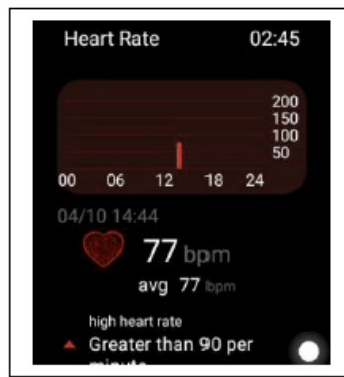 Heart Rate 02:45
200
150
100
50
00 06 12 18 24
04/10 14:44
77 bpm
avg 77 bpm
high heart rate
Greater than 90 per
minute